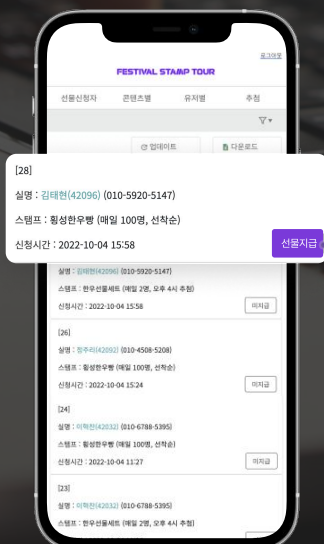 로그아웃
FESTIVAL STAMP TOUR
선물신청자 콘텐츠별 유저별 추첨
업데이트 다운로드
[28]
실명 : 김태현(42096) (010-5920-5147)
스탬프 : 횡성한우빵 (매일 100명, 선착순)
신청시간 : 2022-10-04 15:58
선물지급
실명 : 김태현(42096) (010-5920-5147)
스탬프 : 한우선물세트 (매일 2명, 오후 4시 추첨)
신청시간 : 2022-10-04 15:58
미지급
[26]
실명 : 정주리(42092) (010-4508-5208)
스탬프 : 횡성한우빵 (매일 100명, 선착순)
신청시간 : 2022-10-04 15:24
미지급
[24]
실명 : 이혁진(42032) (010-6788-5395)
스탬프 : 횡성한우빵 (매일 100명, 선착순)
신청시간 : 2022-10-04 11:27
미지급
[23]
실명 : 이혁진(42032) (010-6788-5395)
스탬프 : 한우선물세트 (매일 2명, 오후 4시 추첨)